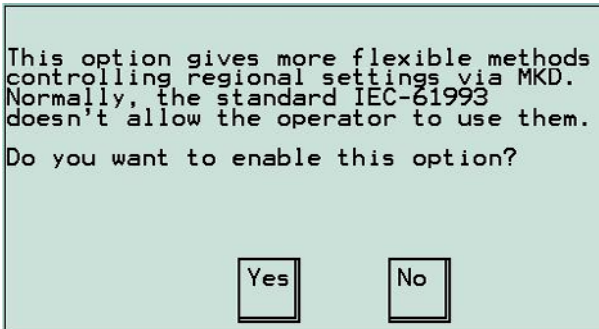 This option gives more flexible methods
controlling regional settings via MKD.
Normally, the standard IEC-61993
doesn't allow the operator to use them.
Do you want to enable this option?
Yes
No